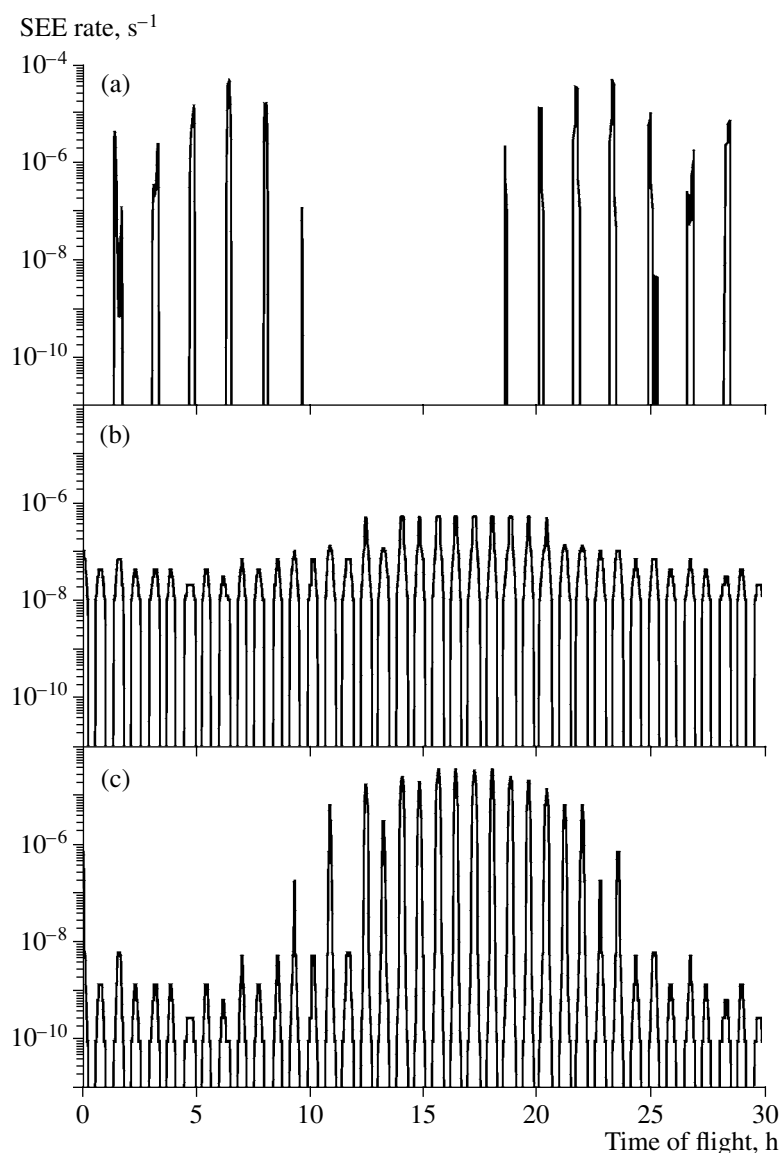 SEE rate, s⁻¹
10⁻⁴
(a)
10⁻⁶
10⁻⁸
10⁻¹⁰
(b)
10⁻⁶
10⁻⁸
10⁻¹⁰
(c)
10⁻⁶
10⁻⁸
10⁻¹⁰
0 5 10 15 20 25 30
Time of flight, h